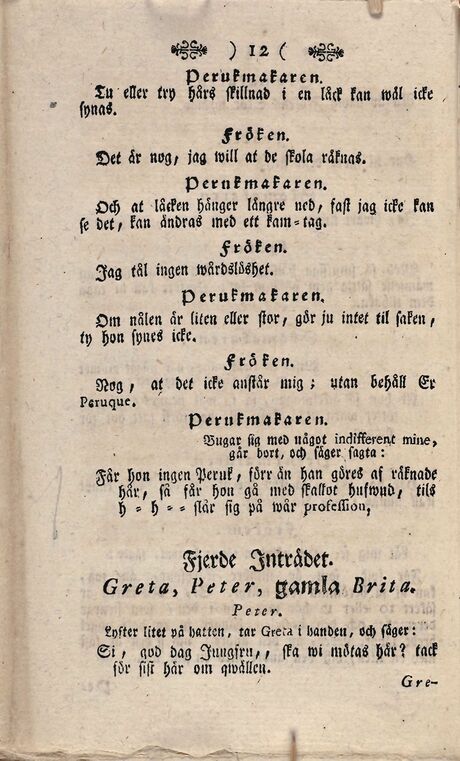 ) 12 (
Perukmakaren.
Tu eller try hårs skillnad i en låck kan wäl icke
synas.
Fröken.
Det är nog, jag will at de skola räknas.
Perukmakaren.
Och at låcken hänger längre ned, fast jag icke kan
se det, kan ändras med ett kam-tag.
Fröken.
Jag tål ingen wårdslöshet.
Perukmakaren.
Om nålen är liten eller stor, gör ju intet til saken,
ty hon synes icke.
Fröken.
Nog, at det icke anstår mig; utan behåll Er
Peruque.
Perukmakaren.
Bugar sig med något indifferent mine,
går bort, och säger sagta:
Får hon ingen Peruk, förr än han göres af räknade
hår, så får hon gå med skallot hufwud, tils
h = h = = slår sig på wår profession,
Fjerde Inträdet.
Greta, Peter, gamla Brita.
Peter.
Lyfter litet på hatten, tar Greta i handen, och säger:
Si, god dag Jungfru,, ska wi mötas här? tack
för sist här om qwällen.
Gre-